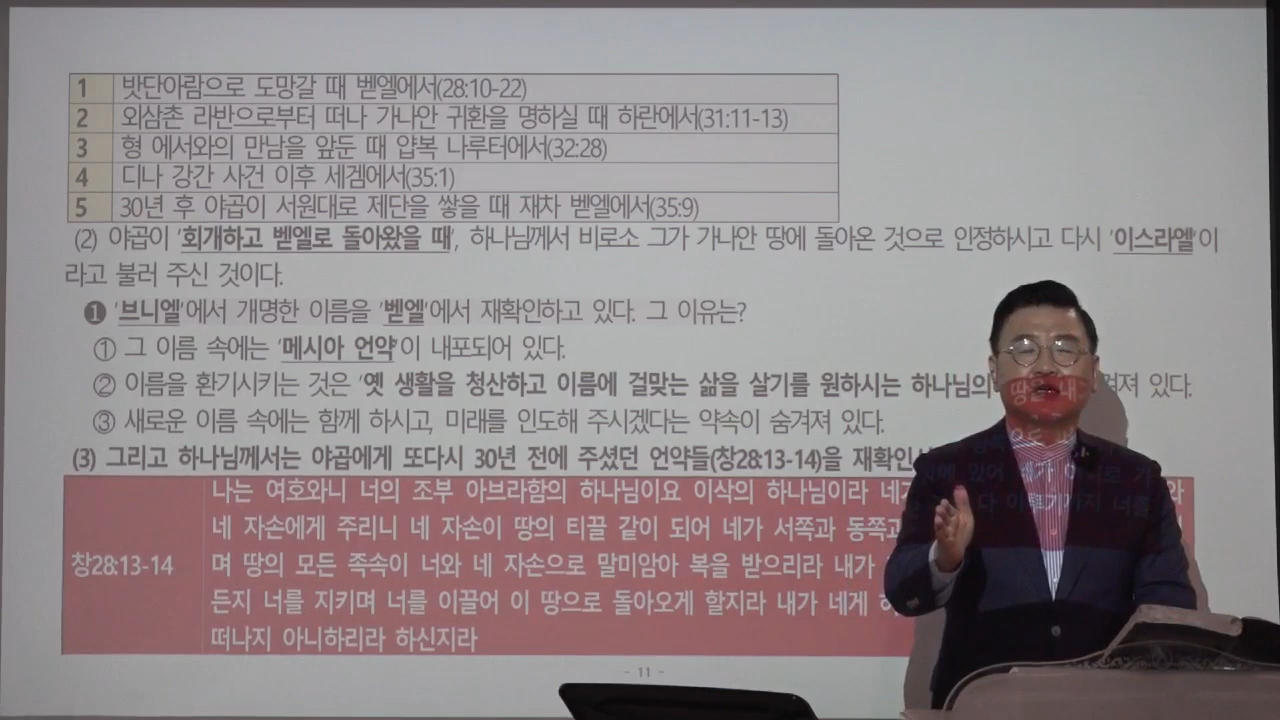 1 밧단아람으로 도망갈 때 벧엘에서(28:10-22)
2 외삼촌 라반으로부터 떠나 가나안 귀환을 명하실 때 하란에서(31:11-13)
3 형 에서와의 만남을 앞둔 때 얍복 나루터에서(32:28)
4 디나 강간 사건 이후 세겜에서(35:1)
5 30년 후 야곱이 서원대로 제단을 쌓을 때 재차 벧엘에서(35:9)
(2) 야곱이 '회개하고 벧엘로 돌아왔을 때', 하나님께서 비로소 그가 가나안 땅에 돌아온 것으로 인정하시고 다시 '이스라엘'이
라고 불러 주신 것이다.
❶ '브니엘'에서 개명한 이름을 '벧엘'에서 재확인하고 있다. 그 이유는?
① 그 이름 속에는 '메시아 언약'이 내포되어 있다.
② 이름을 환기시키는 것은 '옛 생활을 청산하고 이름에 걸맞는 삶을 살기를 원하시는 하나님의 져 있다.
③ 새로운 이름 속에는 함께 하시고, 미래를 인도해 주시겠다는 약속이 숨겨져 있다.
(3) 그리고 하나님께서는 야곱에게 또다시 30년 전에 주셨던 언약들(창28:13-14)을
나는 여호와니 너의 조부 아브라함의 하나님이요 이삭의 하나님이라 와
네 자손에게 주리니 네 자손이 땅의 티끌 같이 되어 네가 서쪽과
창28:13-14 며 땅의 모든 족속이 너와 네 자손으로 말미암아 복을 받으리라 내가
든지 너를 지키며 너를 이끌어 이 땅으로 돌아오게 할지라 내가 네게
떠나지 아니하리라 하신지라
- 11 -